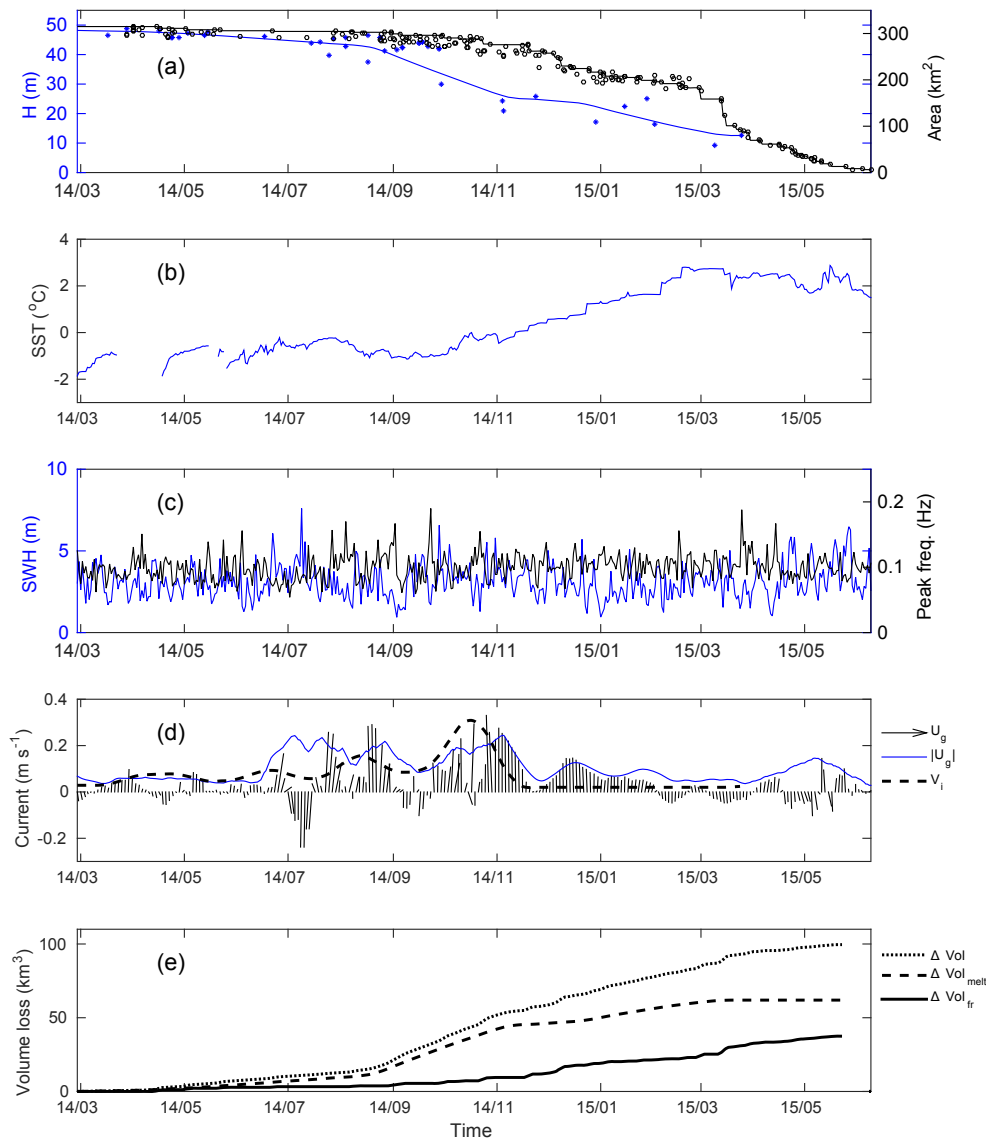 50
40
30
20
10
0
H (m)
(a)
300
200
100
0
Area (km²)
14/03 14/05 14/07 14/09 14/11 15/01 15/03 15/05
4
2
0
-2
SST (°C)
(b)
14/03 14/05 14/07 14/09 14/11 15/01 15/03 15/05
10
5
0
SWH (m)
(c)
0.2
0.1
0
Peak freq. (Hz)
14/03 14/05 14/07 14/09 14/11 15/01 15/03 15/05
0.4
0.2
0
-0.2
Current (m s⁻¹)
(d)
U_g
|U_g|
V_i
14/03 14/05 14/07 14/09 14/11 15/01 15/03 15/05
100
50
0
Volume loss (km³)
(e)
Δ Vol
Δ Vol_melt
Δ Vol_fr
14/03 14/05 14/07 14/09 14/11 15/01 15/03 15/05
Time